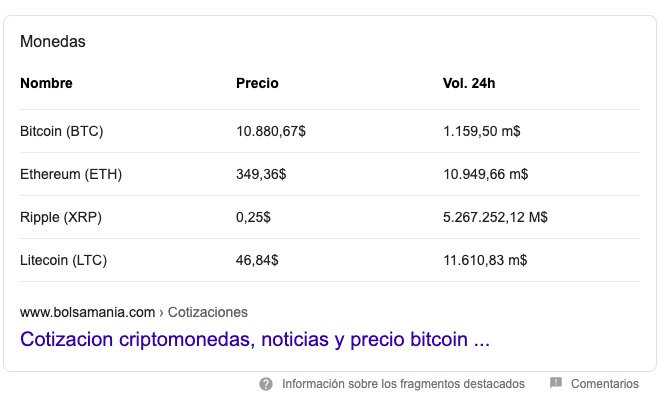 Monedas
Nombre Precio Vol. 24h
Bitcoin (BTC) 10.880,67$ 1.159,50 m$
Ethereum (ETH) 349,36$ 10.949,66 m$
Ripple (XRP) 0,25$ 5.267.252,12 M$
Litecoin (LTC) 46,84$ 11.610,83 m$
www.bolsamania.com › Cotizaciones
Cotizacion criptomonedas, noticias y precio bitcoin ...
Información sobre los fragmentos destacados Comentarios